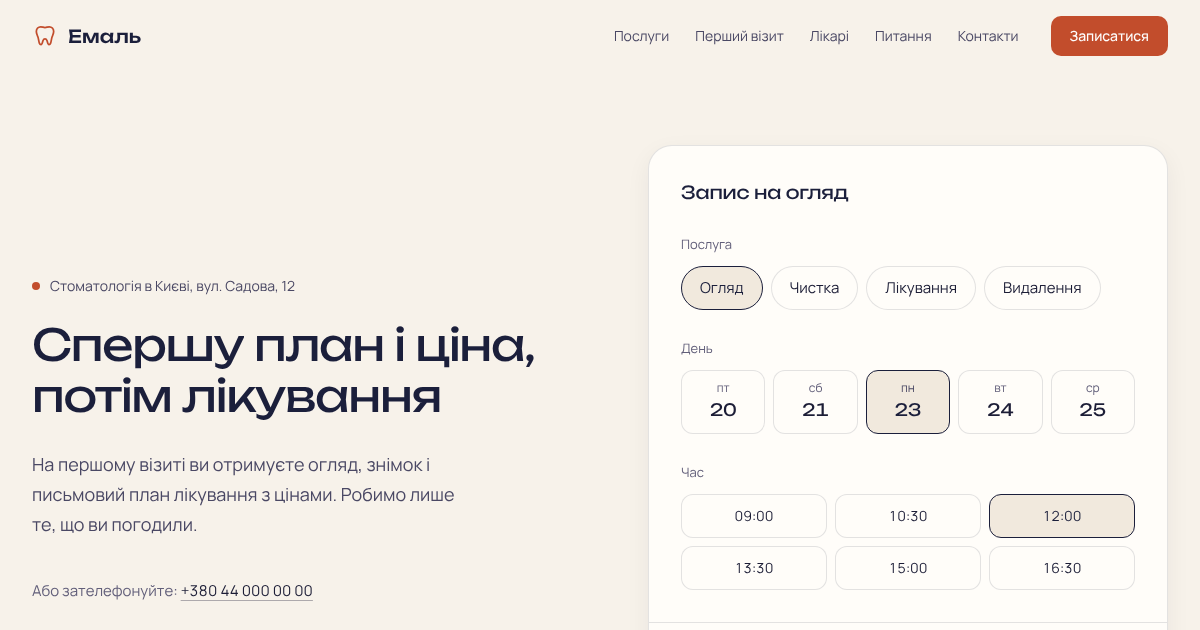 Емаль
Послуги
Перший візит
Лікарі
Питання
Контакти
Записатися
Стоматологія в Києві, вул. Садова, 12
Спершу план і ціна,
потім лікування
На першому візиті ви отримуєте огляд, знімок і
письмовий план лікування з цінами. Робимо лише
те, що ви погодили.
Або зателефонуйте: +380 44 000 00 00
Запис на огляд
Послуга
Огляд
Чистка
Лікування
Видалення
День
пт
20
сб
21
пн
23
вт
24
ср
25
Час
09:00
10:30
12:00
13:30
15:00
16:30